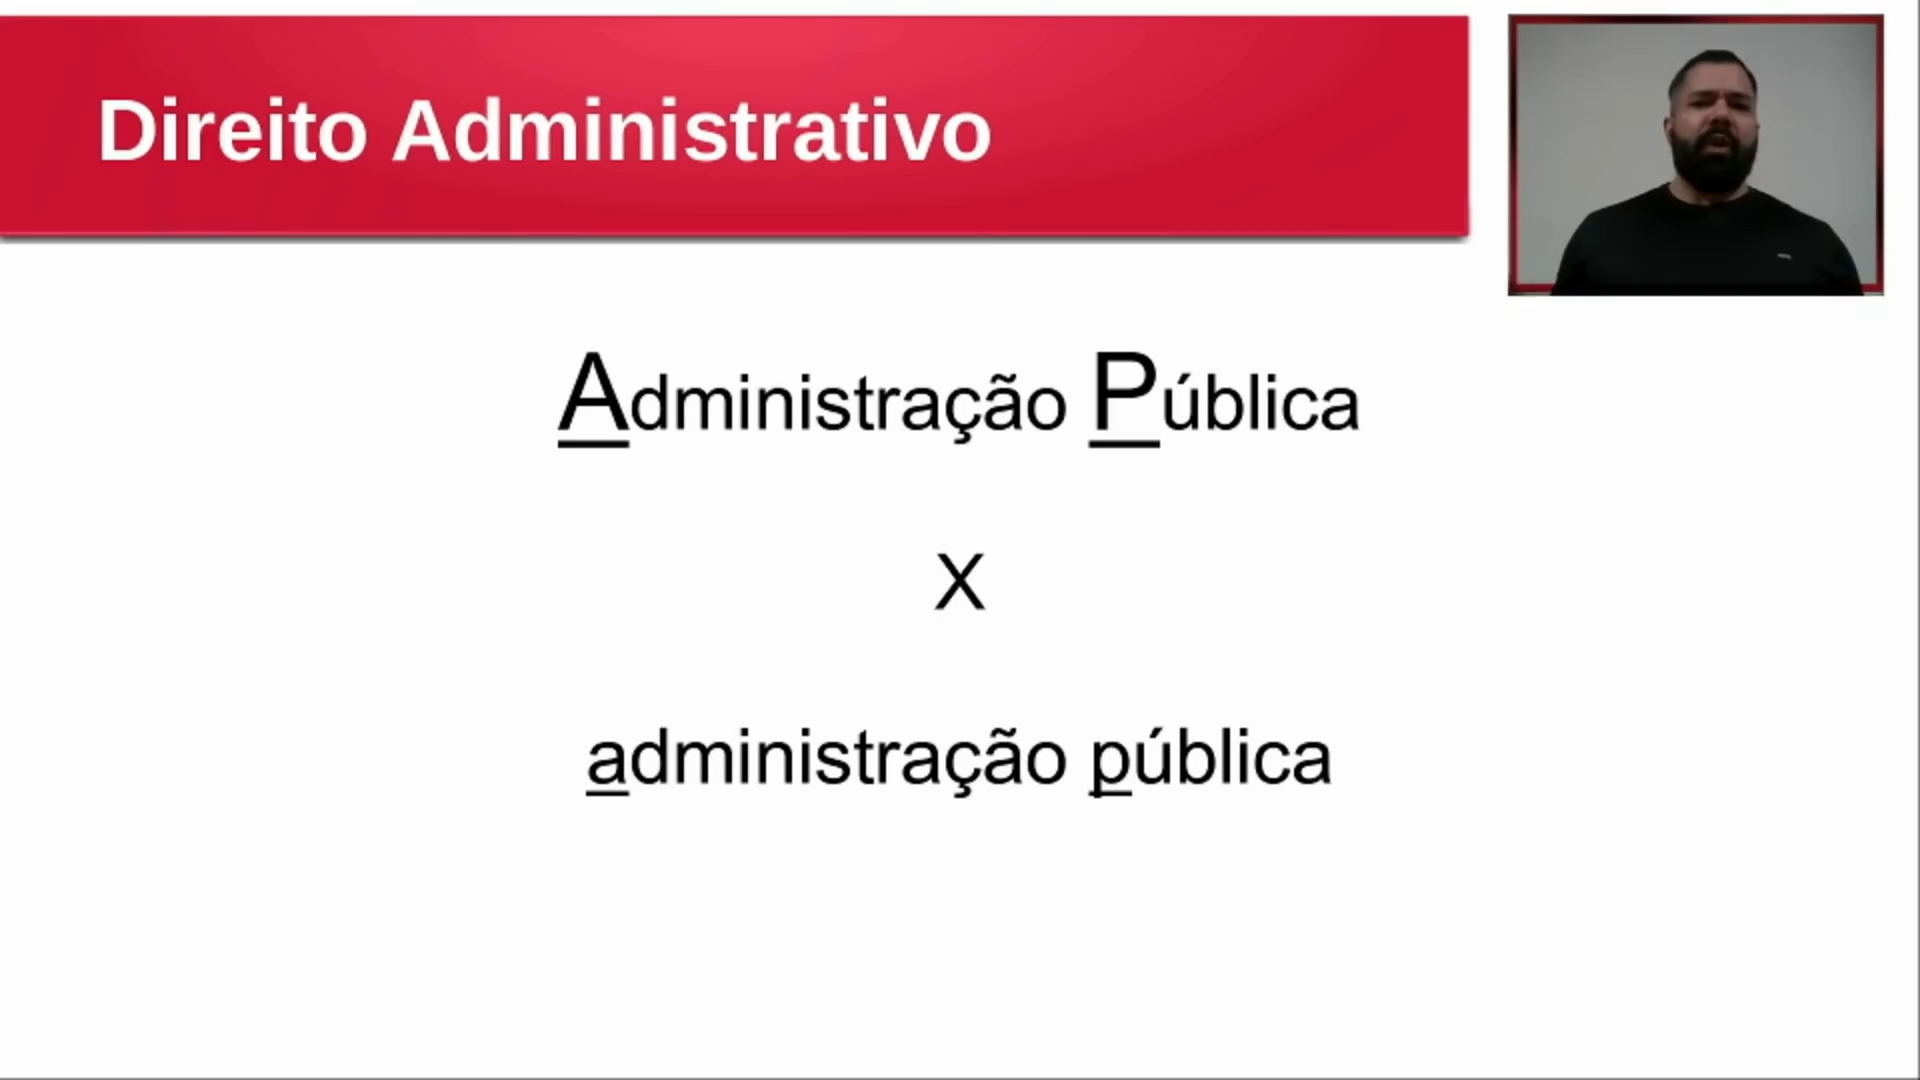 Direito Administrativo
Administração Pública
X
administração pública